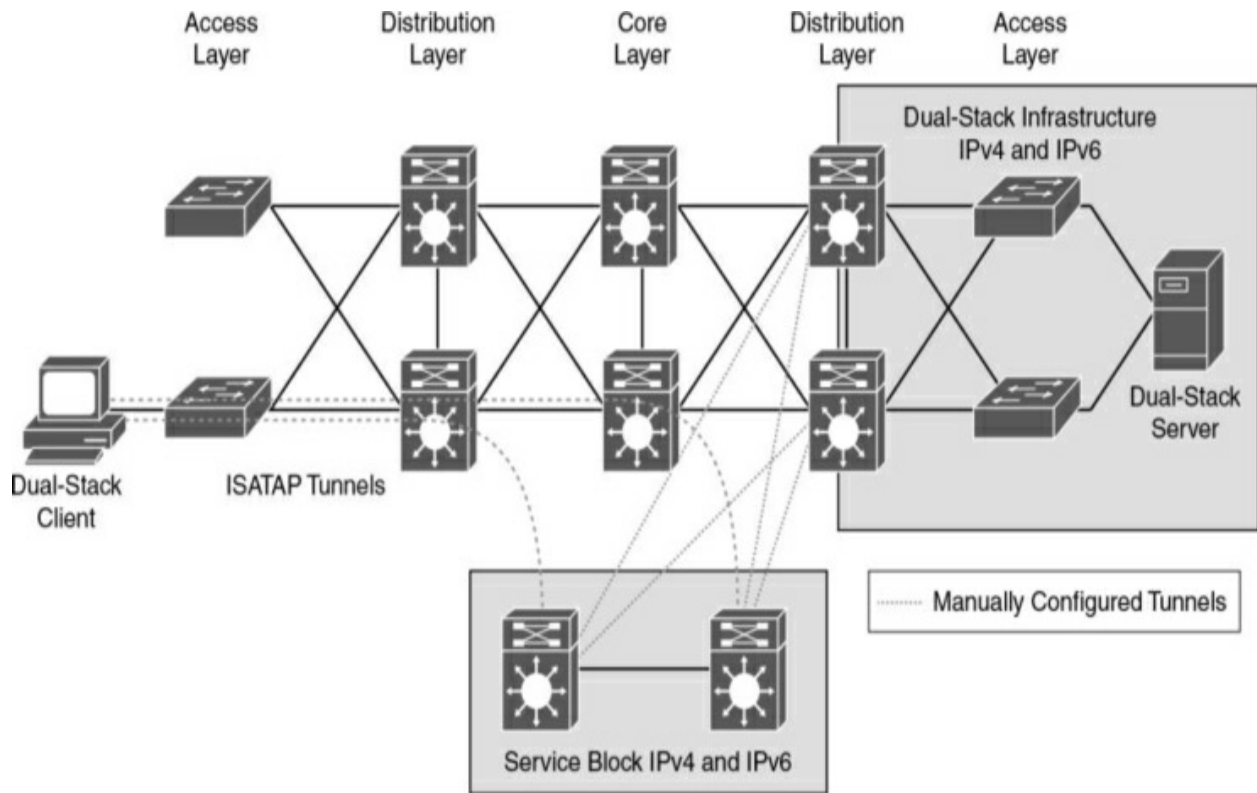 Access
Layer
Distribution
Layer
Core
Layer
Distribution
Layer
Access
Layer
Dual-Stack Infrastructure
IPv4 and IPv6
Dual-Stack
Server
Dual-Stack
Client
ISATAP Tunnels
Manually Configured Tunnels
Service Block IPv4 and IPv6